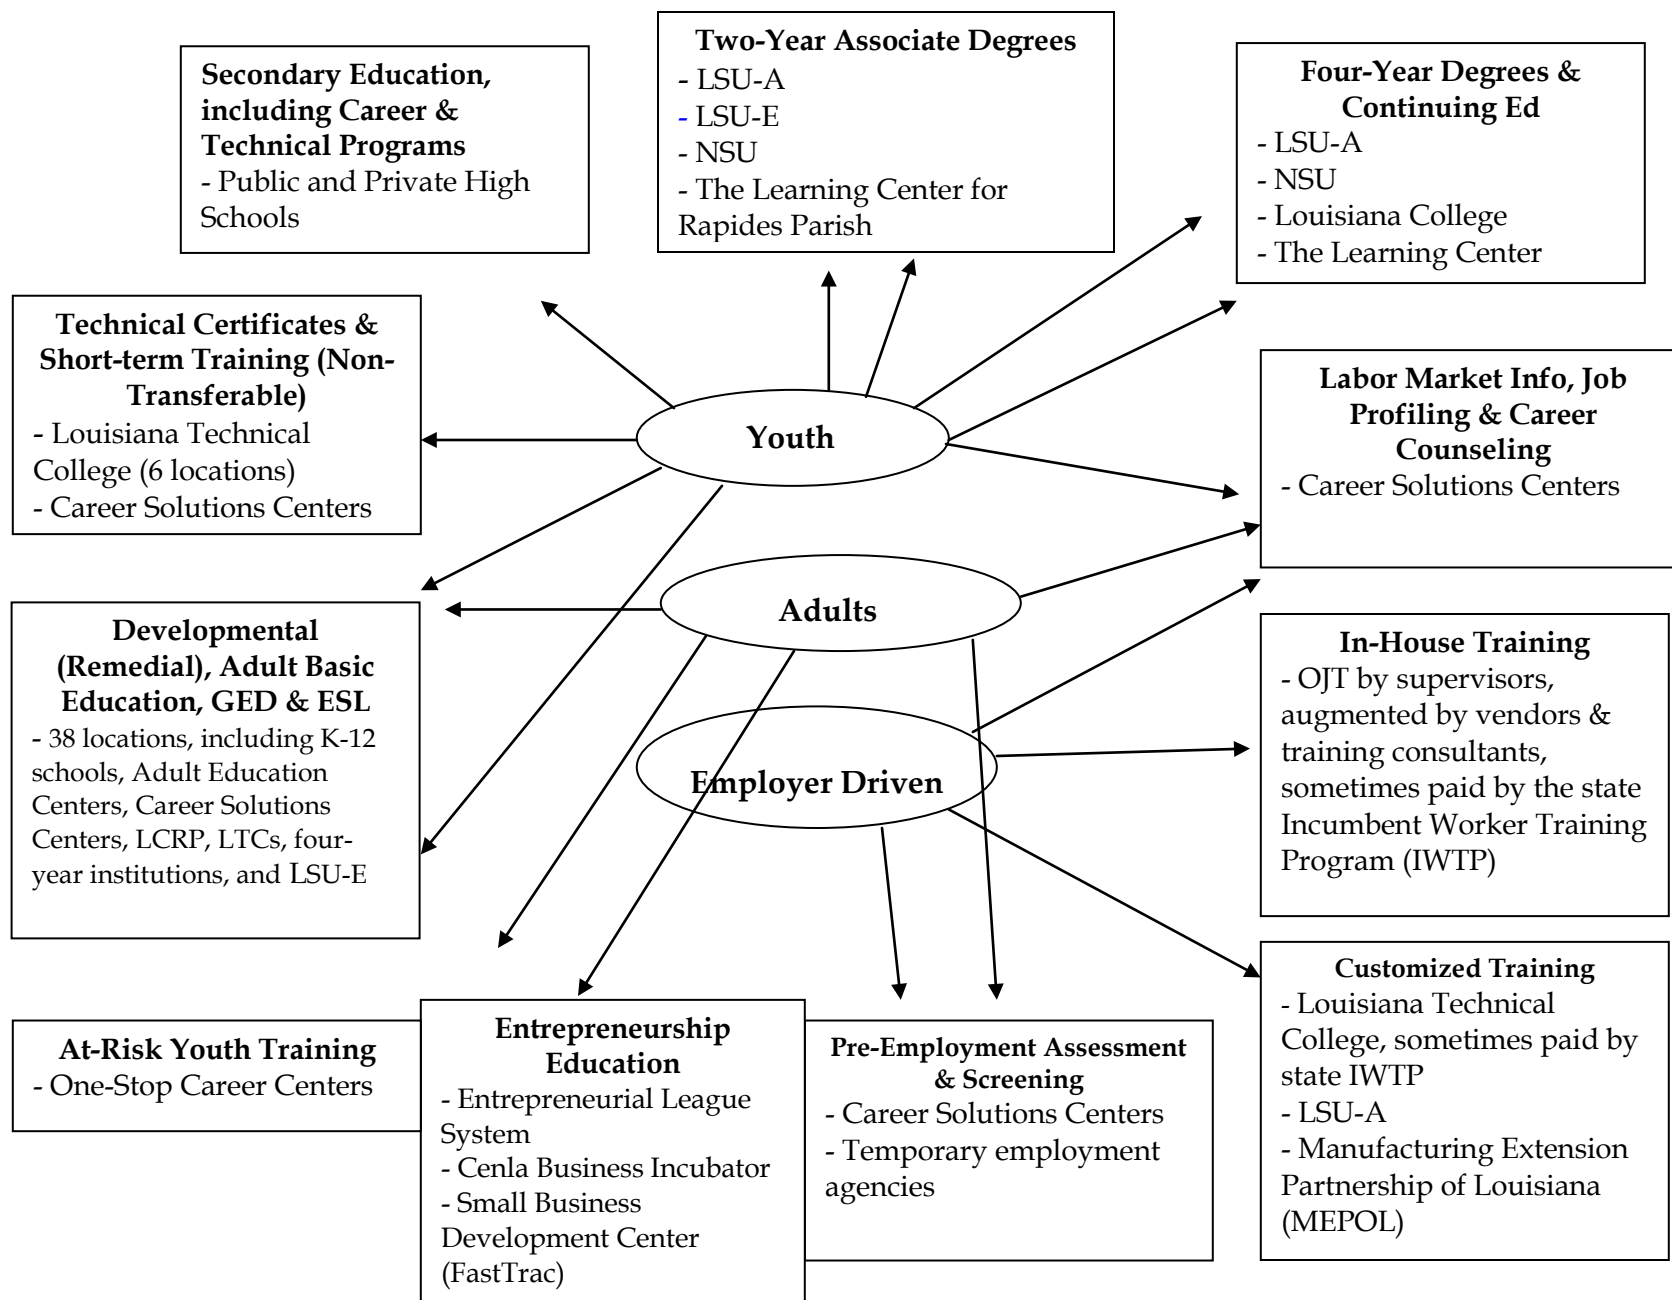 Secondary Education,
including Career &
Technical Programs
- Public and Private High
Schools
Two-Year Associate Degrees
- LSU-A
- LSU-E
- NSU
- The Learning Center for
Rapides Parish
Four-Year Degrees &
Continuing Ed
- LSU-A
- NSU
- Louisiana College
- The Learning Center
Technical Certificates &
Short-term Training (Non-
Transferable)
- Louisiana Technical
College (6 locations)
- Career Solutions Centers
Youth
Labor Market Info, Job
Profiling & Career
Counseling
- Career Solutions Centers
Adults
Developmental
(Remedial), Adult Basic
Education, GED & ESL
- 38 locations, including K-12
schools, Adult Education
Centers, Career Solutions
Centers, LCRP, LTCs, four-
year institutions, and LSU-E
Employer Driven
In-House Training
- OJT by supervisors,
augmented by vendors &
training consultants,
sometimes paid by the state
Incumbent Worker Training
Program (IWTP)
At-Risk Youth Training
- One-Stop Career Centers
Entrepreneurship
Education
- Entrepreneurial League
System
- Cenla Business Incubator
- Small Business
Development Center
(FastTrac)
Pre-Employment Assessment
& Screening
- Career Solutions Centers
- Temporary employment
agencies
Customized Training
- Louisiana Technical
College, sometimes paid by
state IWTP
- LSU-A
- Manufacturing Extension
Partnership of Louisiana
(MEPOL)